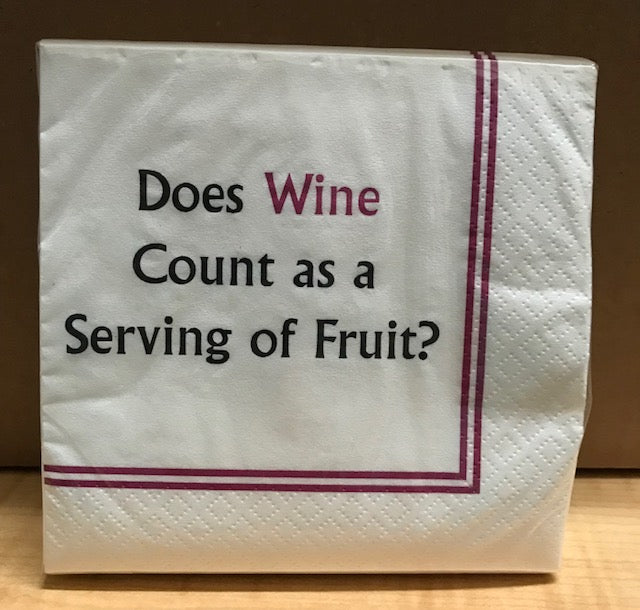 Does Wine
Count as a
Serving of Fruit?